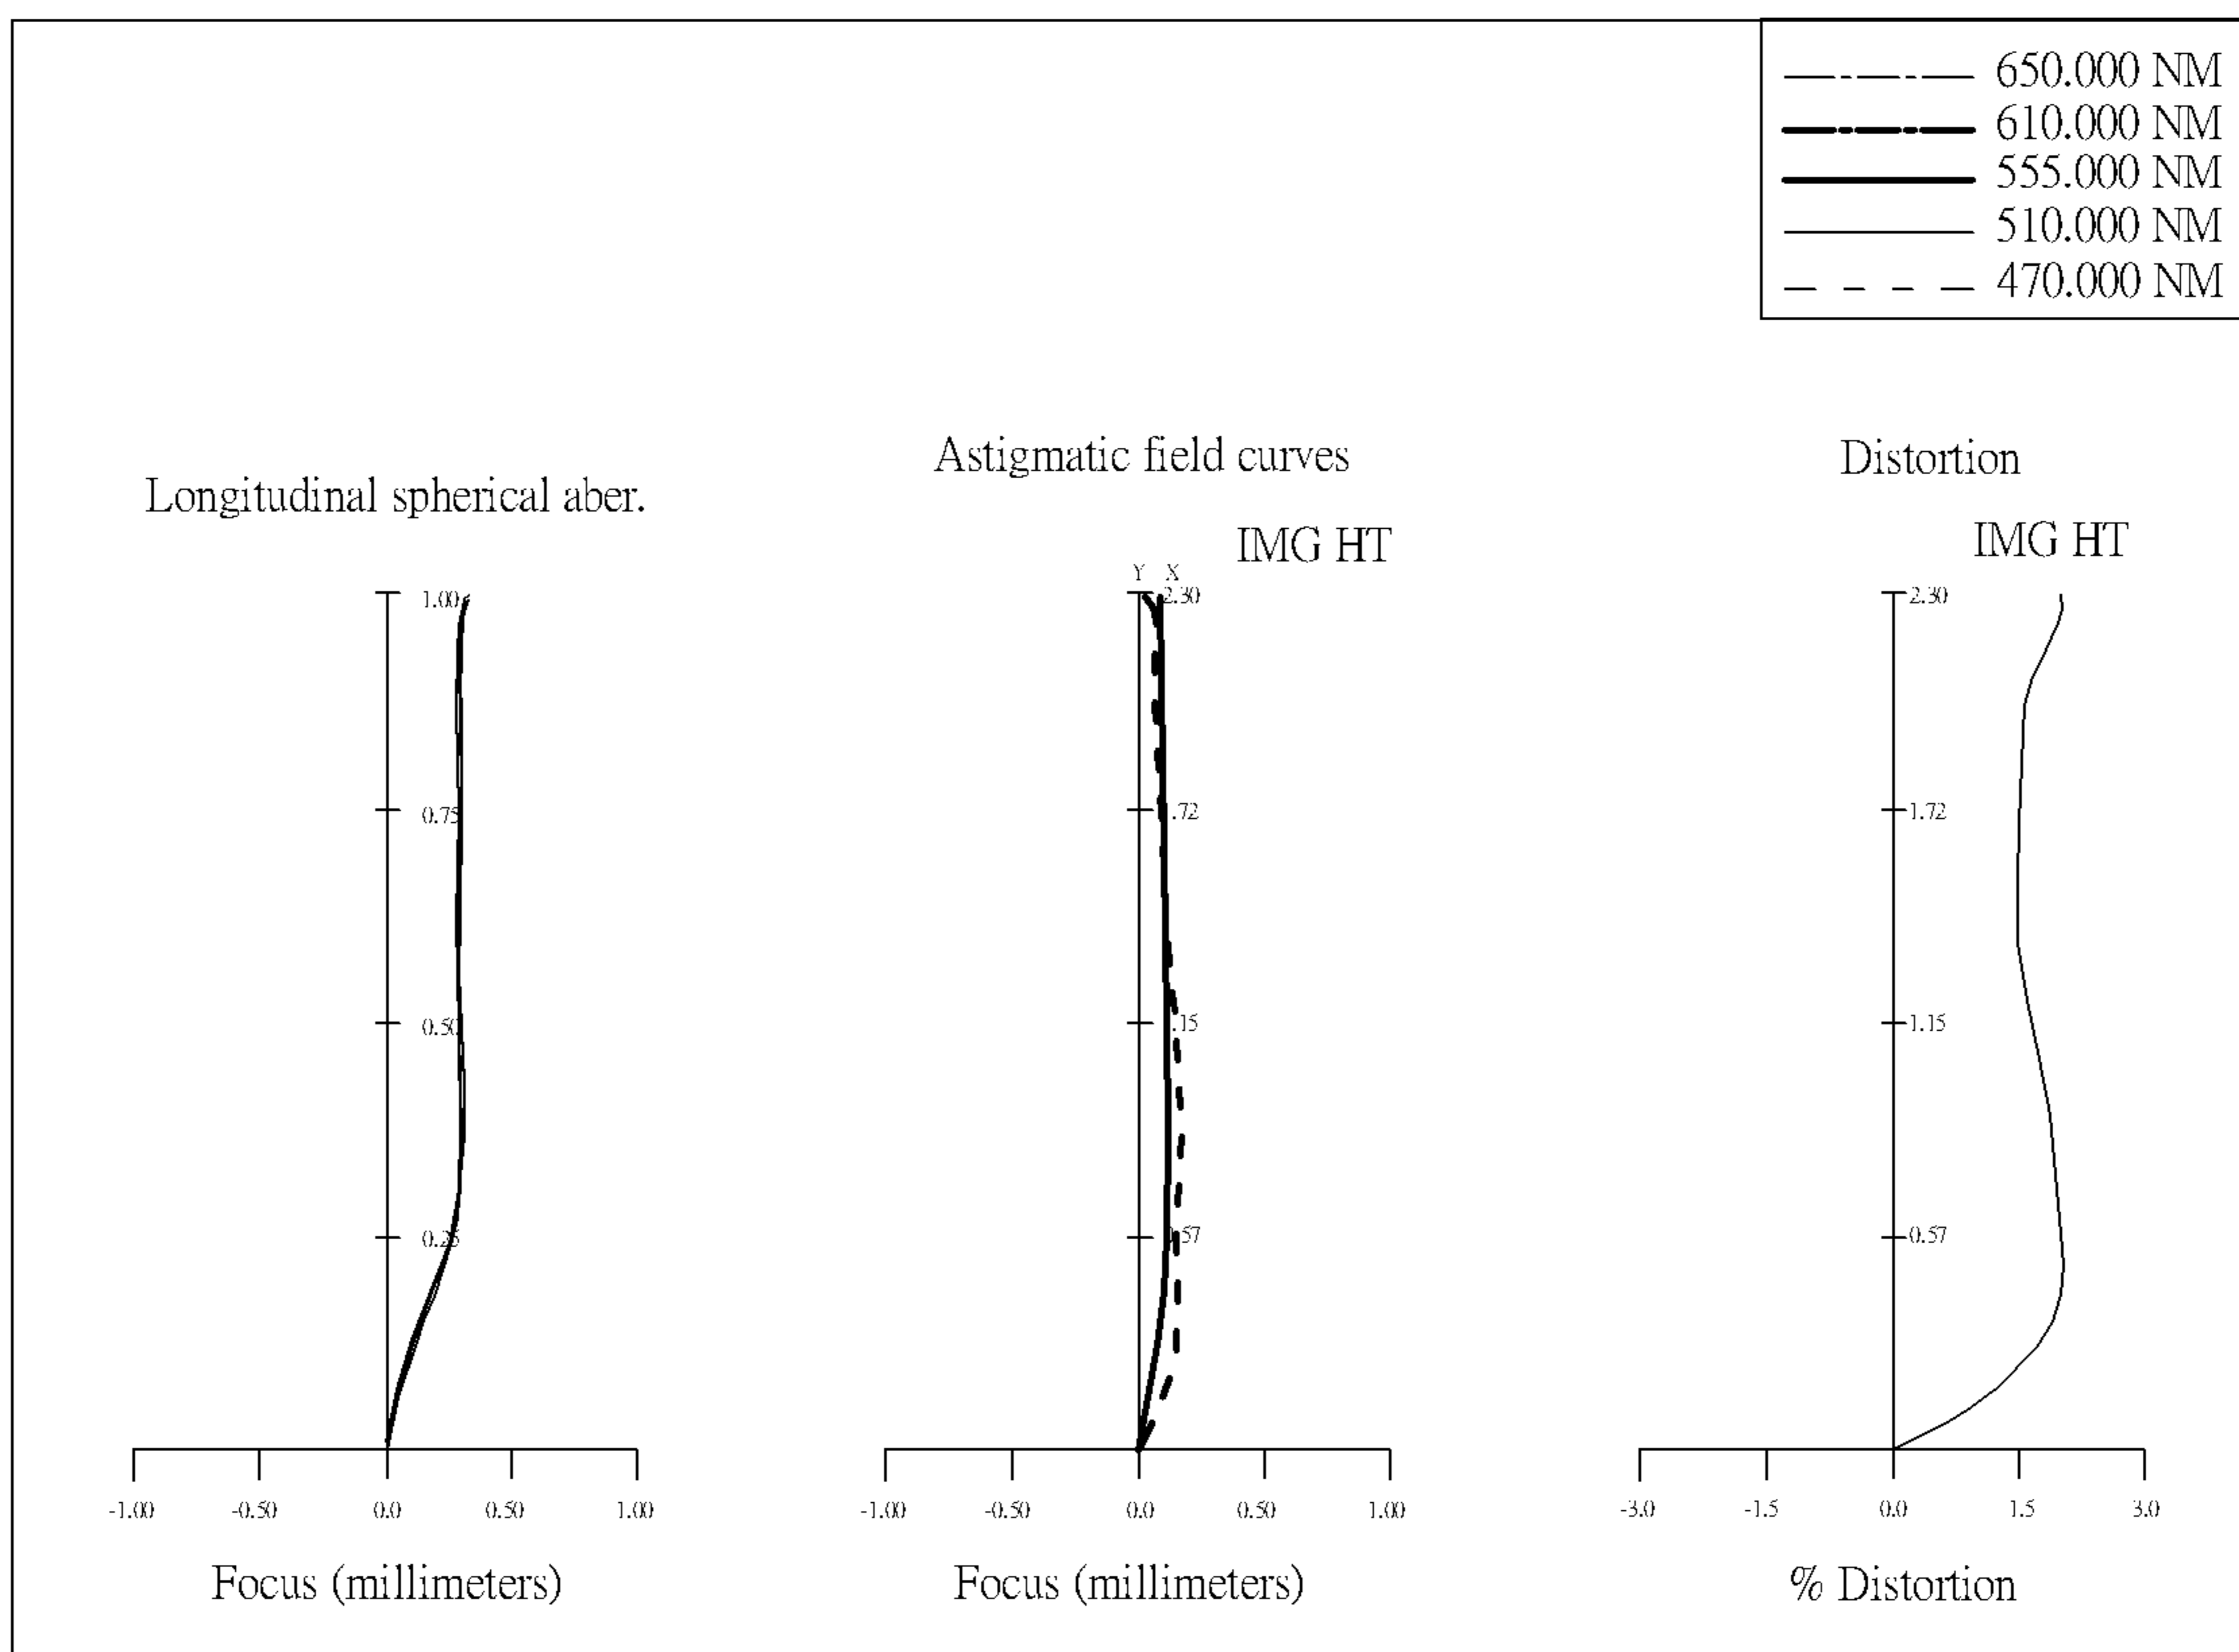 650.000 NM
610.000 NM
555.000 NM
510.000 NM
470.000 NM
Longitudinal spherical aber.
1.00
0.75
0.50
0.25
-1.00 -0.50 0.0 0.50 1.00
Focus (millimeters)
Astigmatic field curves
IMG HT
Y X
2.30
.72
.15
.57
-1.00 -0.50 0.0 0.50 1.00
Focus (millimeters)
Distortion
IMG HT
2.30
1.72
1.15
0.57
-3.0 -1.5 0.0 1.5 3.0
% Distortion